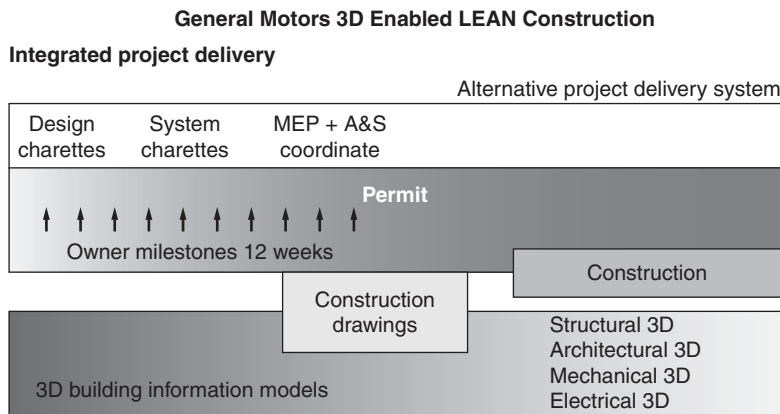 General Motors 3D Enabled LEAN Construction
Integrated project delivery
Alternative project delivery system
Design
charettes
System
charettes
MEP + A&S
coordinate
Permit
Owner milestones 12 weeks
Construction
Construction
drawings
Structural 3D
Architectural 3D
Mechanical 3D
Electrical 3D
3D building information models